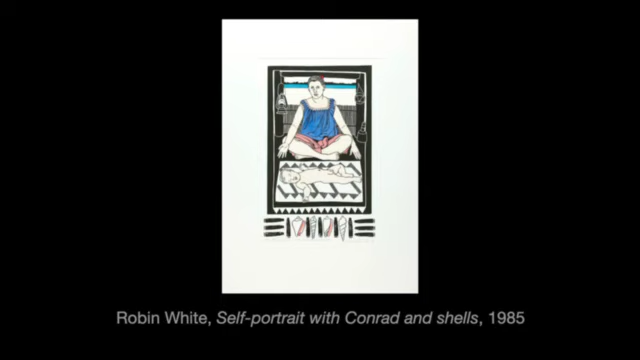 Robin White, Self-portrait with Conrad and shells, 1985